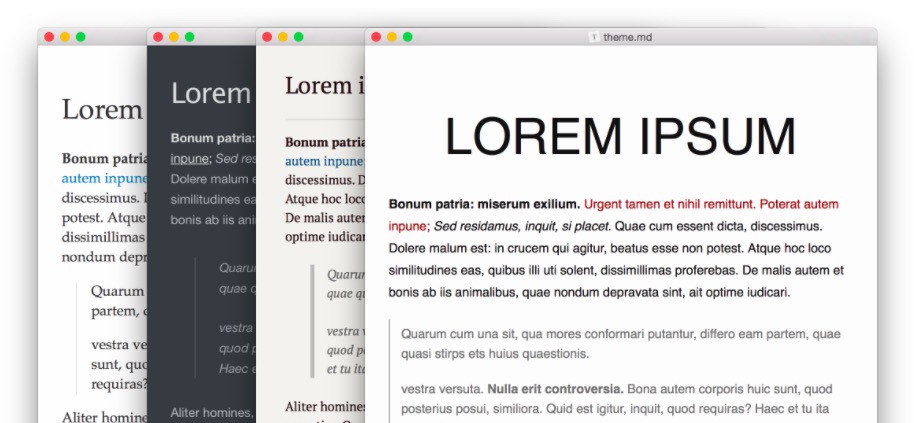 Lorem
Bonum patria
autem inpune
discessimus.
potest. Atque
dissimillimas
nondum depr
Quarum
partem,
vestra ve
sunt, quo
requiras?
Aliter homine
Lorem
Bonum patria:
inpune; Sed res
Dolere malum e
similitudines ea
bonis ab iis ani
Quarum
quae q
vestra
quod p
Haec e
Aliter homines,
Lorem i
Bonum patria
autem inpune
discessimus.
Atque hoc loco
De malis autem
optime iudicar
Quarum
quae qu
vestra v
quod po
et tu ita
Aliter homines
theme.md
LOREM IPSUM
Bonum patria: miserum exilium. Urgent tamen et nihil remittunt. Poterat autem
inpune; Sed residamus, inquit, si placet. Quae cum essent dicta, discessimus.
Dolere malum est: in crucem qui agitur, beatus esse non potest. Atque hoc loco
similitudines eas, quibus illi uti solent, dissimillimas proferebas. De malis autem et
bonis ab iis animalibus, quae nondum depravata sint, ait optime iudicari.
Quarum cum una sit, qua mores conformari putantur, differo eam partem, quae
quasi stirps ets huius quaestionis.
vestra versuta. Nulla erit controversia. Bona autem corporis huic sunt, quod
posterius posui, similiora. Quid est igitur, inquit, quod requiras? Haec et tu ita